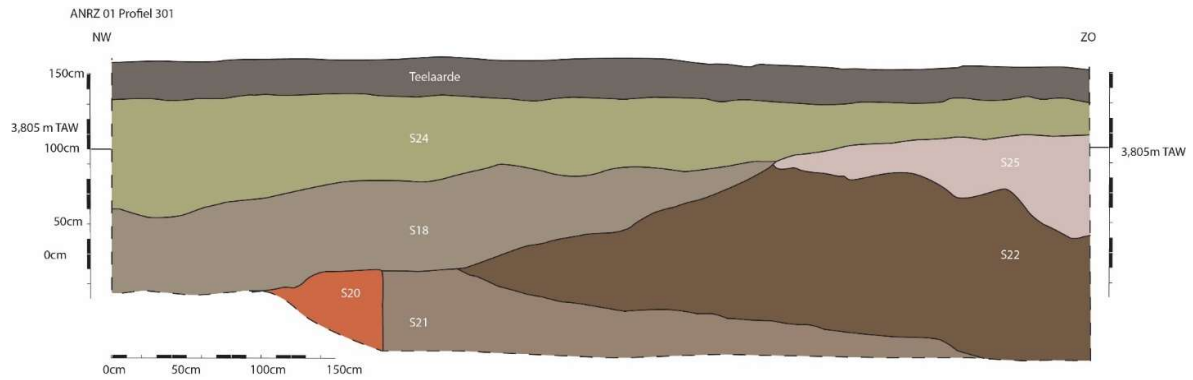 ANRZ 01 Profiel 301
NW
ZO
150cm
Teelaarde
3,805 m TAW
S24
100cm
3,805m TAW
S25
50cm
S18
0cm
S22
S20
S21
0cm
50cm
100cm
150cm